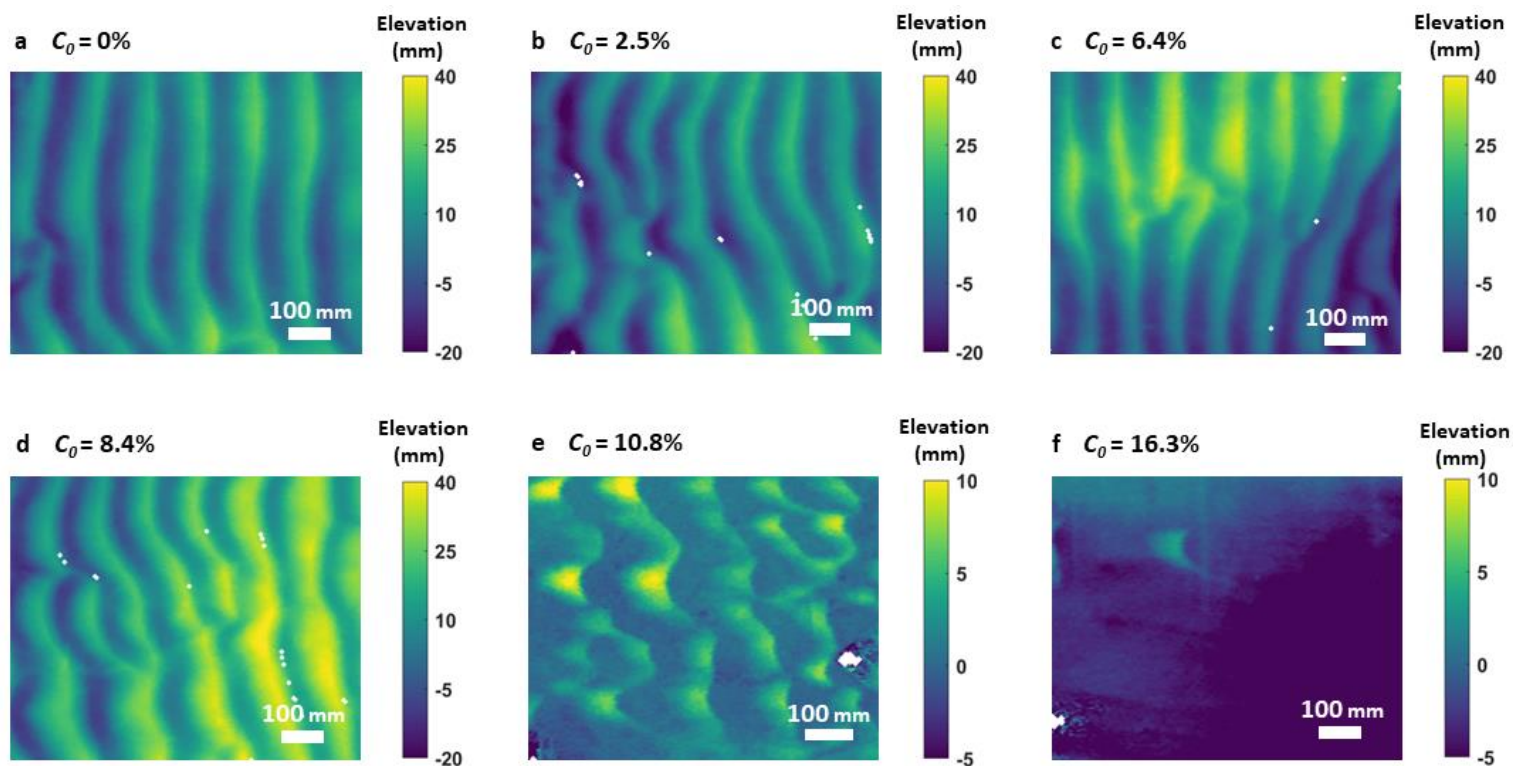 a C₀ = 0%
Elevation
(mm)
40
25
10
-5
-20
100 mm
b C₀ = 2.5%
Elevation
(mm)
40
25
10
-5
-20
100 mm
c C₀ = 6.4%
Elevation
(mm)
40
25
10
-5
-20
100 mm
d C₀ = 8.4%
Elevation
(mm)
40
25
10
-5
-20
100 mm
e C₀ = 10.8%
Elevation
(mm)
10
5
0
-5
100 mm
f C₀ = 16.3%
Elevation
(mm)
10
5
0
-5
100 mm